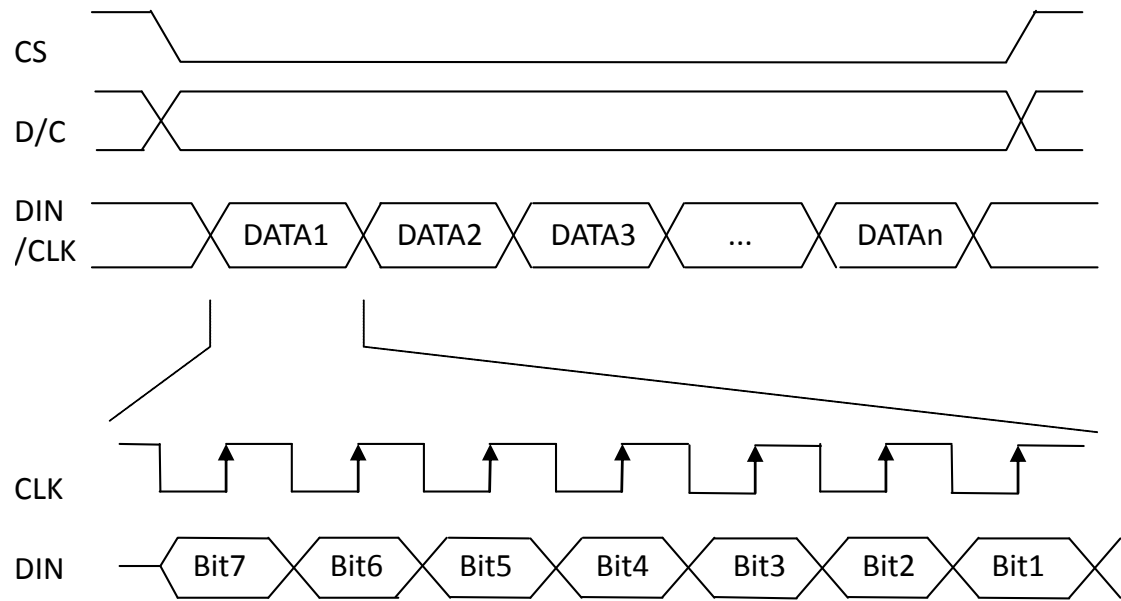 CS
D/C
DIN
/CLK
DATA1 DATA2 DATA3 ... DATAn
CLK
DIN Bit7 Bit6 Bit5 Bit4 Bit3 Bit2 Bit1